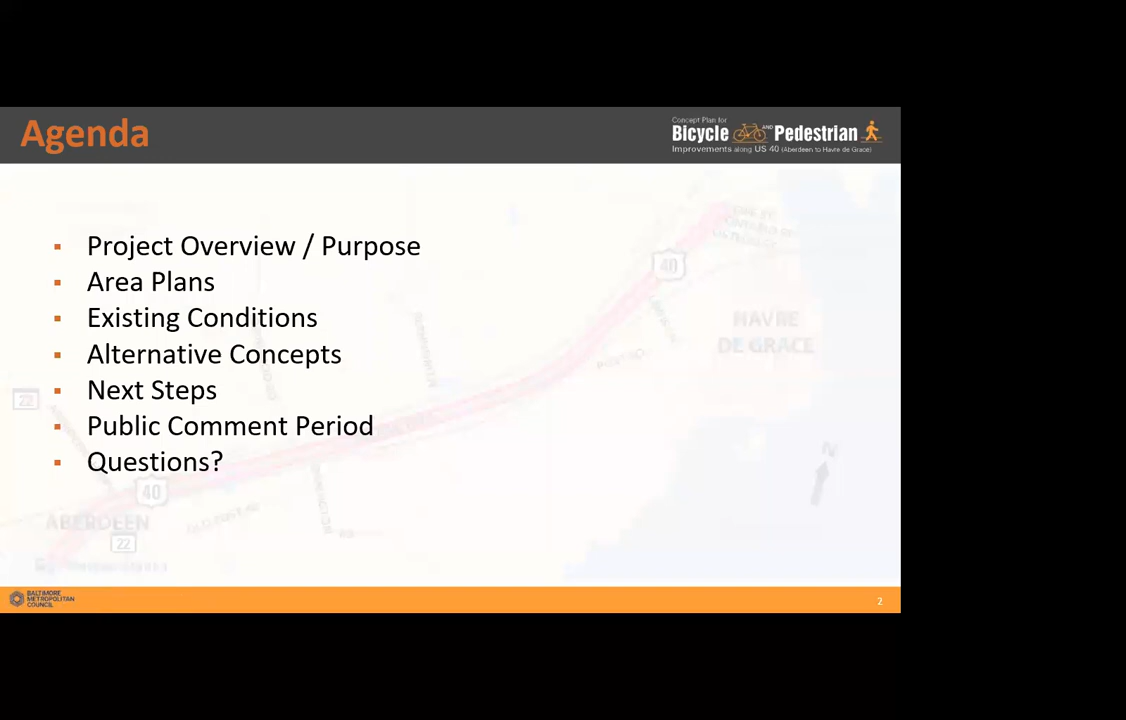 Agenda
Concept Plan for
Bicycle AND Pedestrian
Improvements along US 40 (Aberdeen to Havre de Grace)
Project Overview / Purpose
Area Plans
Existing Conditions
Alternative Concepts
Next Steps
Public Comment Period
Questions?
40
HAVRE
DE GRACE
22
N
40
ABERDEEN
22
BALTIMORE
METROPOLITAN
COUNCIL
2